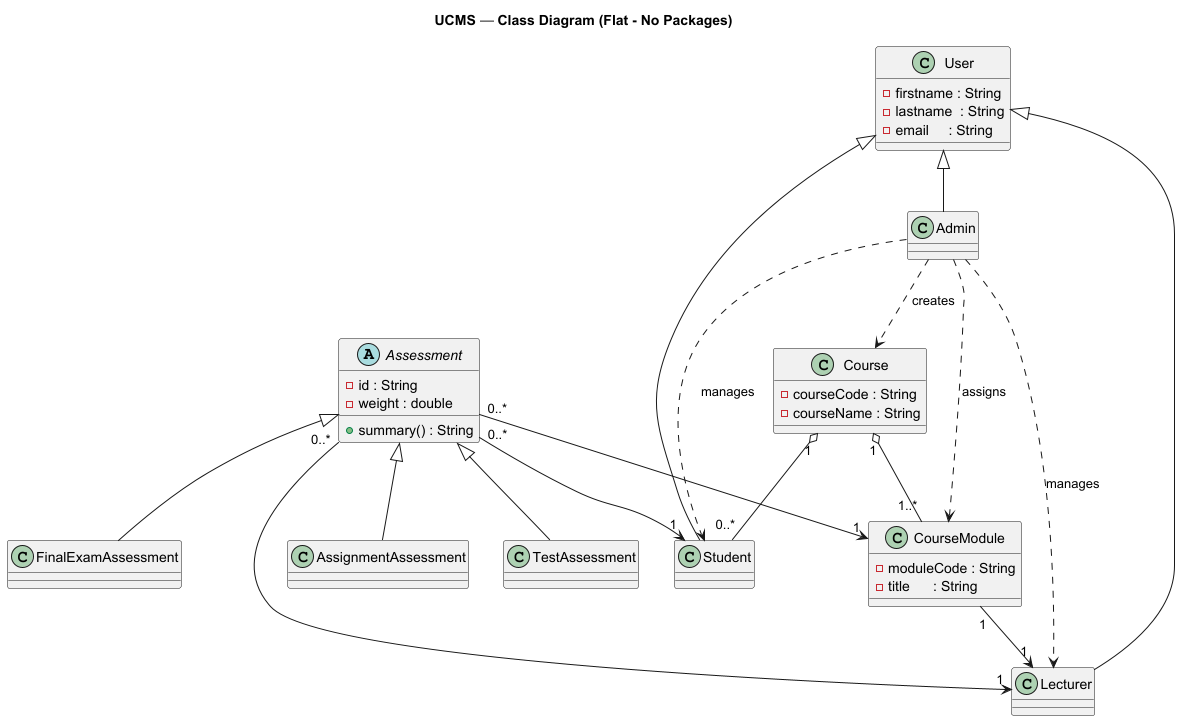 UCMS — Class Diagram (Flat - No Packages)
C User
firstname : String
lastname : String
email : String
C Admin
creates
manages
assigns
manages
A Assessment
id : String
weight : double
summary() : String
C Course
courseCode : String
courseName : String
0..*
0..*
0..*
1
1
1..*
1
0..*
1
C FinalExamAssessment
C AssignmentAssessment
C TestAssessment
C Student
C CourseModule
moduleCode : String
title : String
1
1
1
C Lecturer